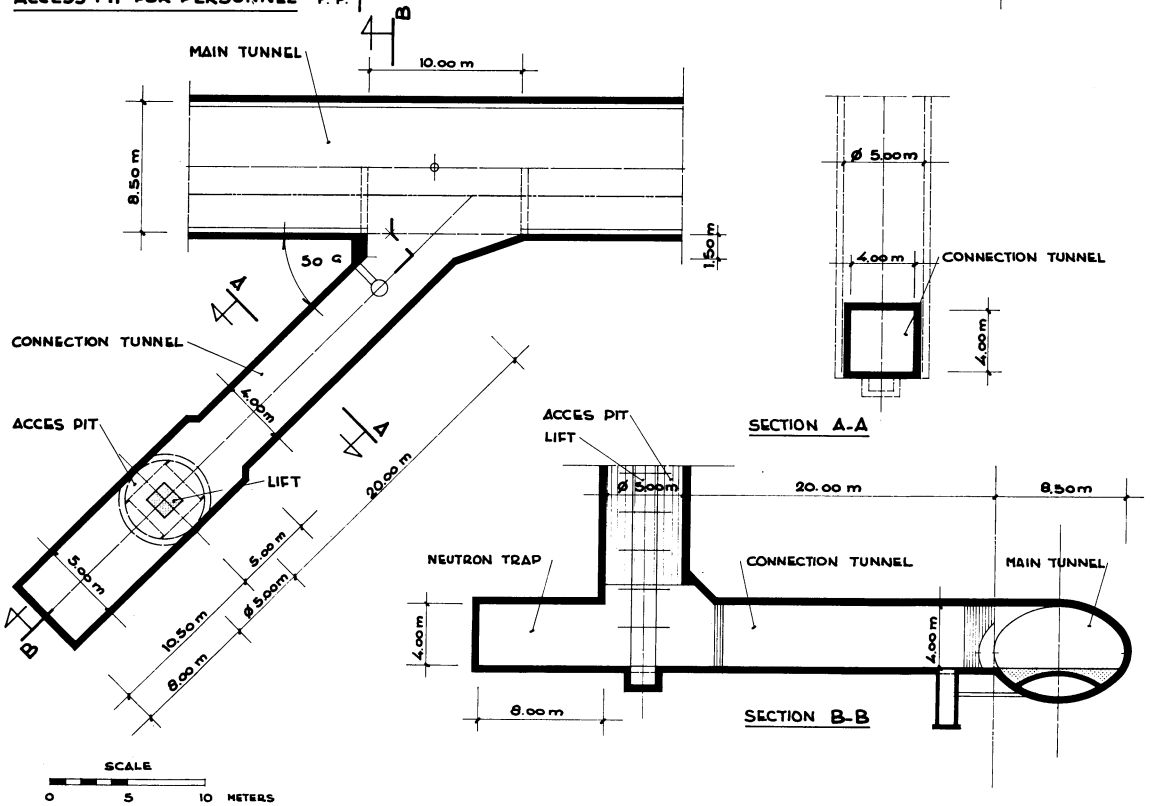 ACCESS PIT FOR PERSONNEL P. P.
B
MAIN TUNNEL
10.00 m
8.50 m
1.50 m
50 G
A
CONNECTION TUNNEL
4.00 m
ACCES PIT
A
LIFT
20.00 m
5.00 m
5.00 m
Ø 5.00 m
10.50 m
8.00 m
B
Ø 5.00 m
4.00 m
CONNECTION TUNNEL
4.00 m
SECTION A-A
ACCES PIT
LIFT
Ø 5.00 m
20.00 m
8.50 m
NEUTRON TRAP
CONNECTION TUNNEL
MAIN TUNNEL
4.00 m
4.00 m
8.00 m
SECTION B-B
SCALE
0 5 10 METERS